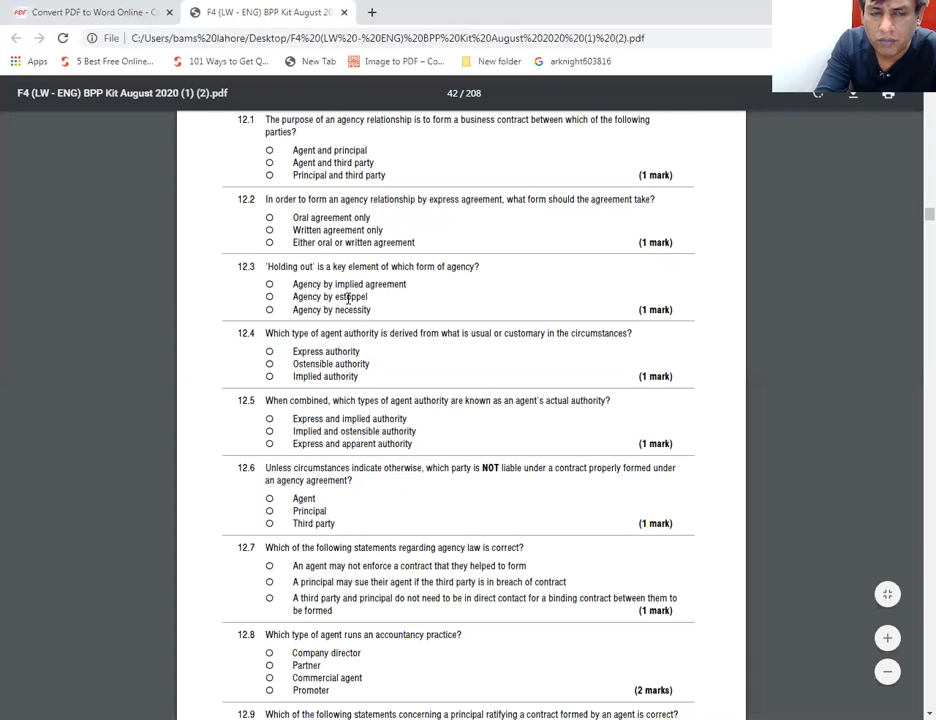 Convert PDF to Word Online - Co
F4 (LW - ENG) BPP Kit August 202
File
C:/Users/bams%20lahore/Desktop/F4%20(LW%20-%20ENG)%20BPP%20Kit%20August%202020%20(1)%20(2).pdf
Apps
5 Best Free Online...
101 Ways to Get Q...
New Tab
Image to PDF – Co...
New folder
arknight603816
F4 (LW - ENG) BPP Kit August 2020 (1) (2).pdf
42 / 208
12.1 The purpose of an agency relationship is to form a business contract between which of the following
parties?
Agent and principal
Agent and third party
Principal and third party (1 mark)
12.2 In order to form an agency relationship by express agreement, what form should the agreement take?
Oral agreement only
Written agreement only
Either oral or written agreement (1 mark)
12.3 'Holding out' is a key element of which form of agency?
Agency by implied agreement
Agency by estoppel
Agency by necessity (1 mark)
12.4 Which type of agent authority is derived from what is usual or customary in the circumstances?
Express authority
Ostensible authority
Implied authority (1 mark)
12.5 When combined, which types of agent authority are known as an agent's actual authority?
Express and implied authority
Implied and ostensible authority
Express and apparent authority (1 mark)
12.6 Unless circumstances indicate otherwise, which party is NOT liable under a contract properly formed under
an agency agreement?
Agent
Principal
Third party (1 mark)
12.7 Which of the following statements regarding agency law is correct?
An agent may not enforce a contract that they helped to form
A principal may sue their agent if the third party is in breach of contract
A third party and principal do not need to be in direct contact for a binding contract between them to
be formed (1 mark)
12.8 Which type of agent runs an accountancy practice?
Company director
Partner
Commercial agent
Promoter (2 marks)
12.9 Which of the following statements concerning a principal ratifying a contract formed by an agent is correct?